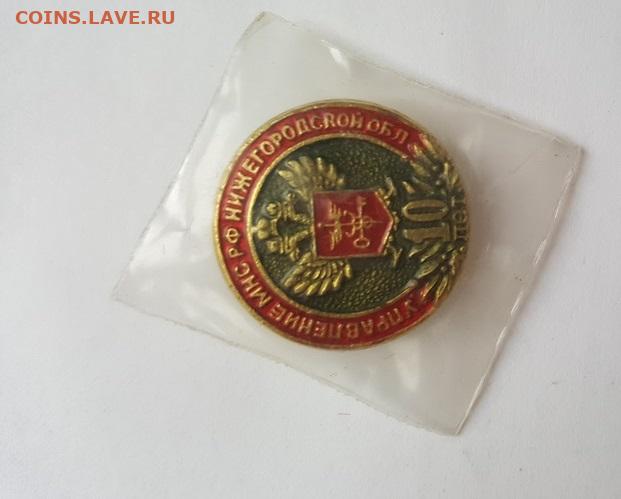 COINS.LAVE.RU
УПРАВЛЕНИЕ МНС РФ НИЖЕГОРОДСКОЙ ОБЛ
10
ЛЕТ